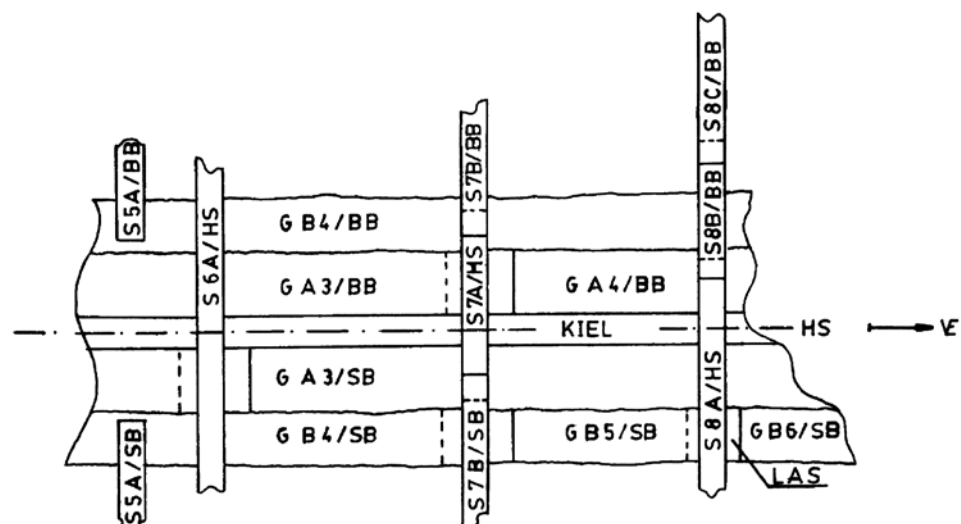 S8C/BB
S7B/BB
S5A/BB
S8B/BB
S6A/HS
GB4/BB
S7A/HS
GA3/BB
GA4/BB
KIEL
HS
VE
GA3/SB
S8A/HS
GB4/SB
GB5/SB
GB6/SB
S5A/SB
S7B/SB
LAS